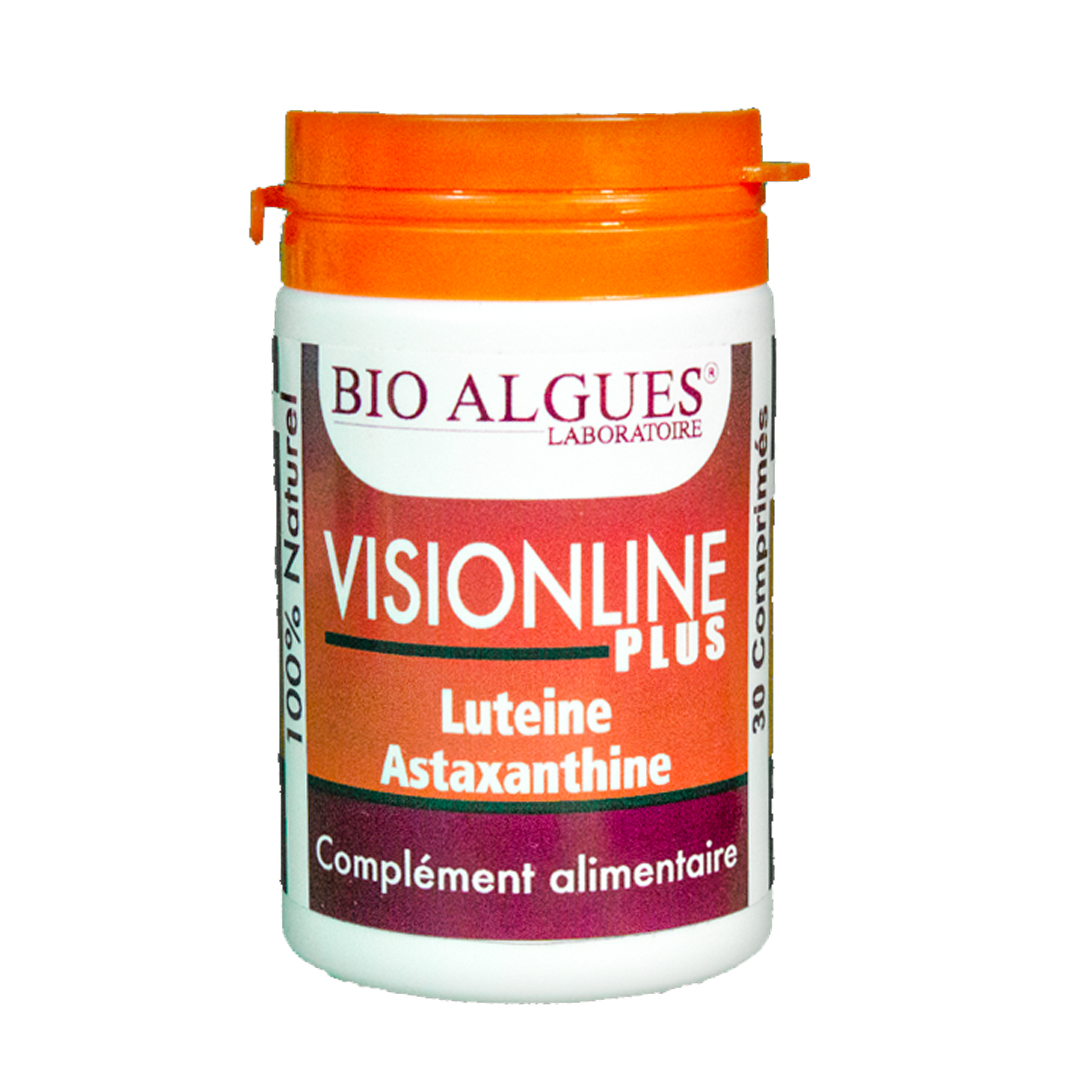 BIO ALGUES®
LABORATOIRE
VISIONLINE
PLUS
Luteine
Astaxanthine
Complément alimentaire
100% Naturel
30 Comprimés